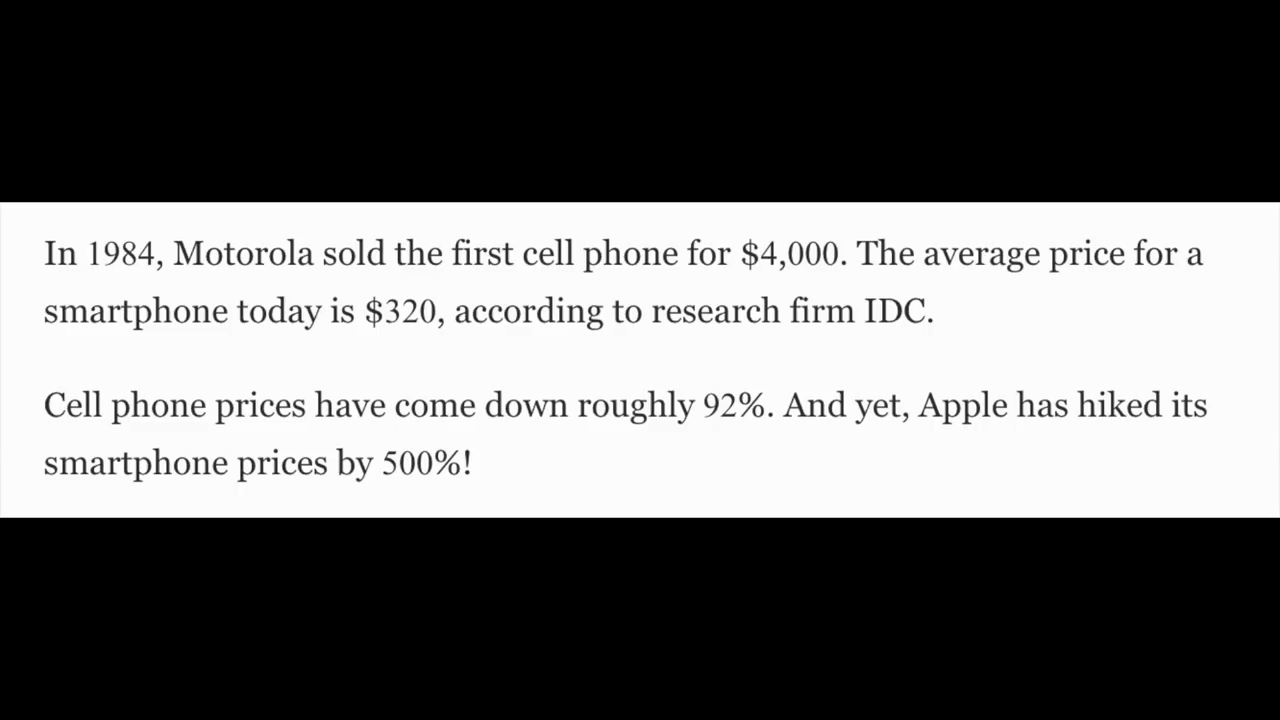 In 1984, Motorola sold the first cell phone for $4,000. The average price for a
smartphone today is $320, according to research firm IDC.
Cell phone prices have come down roughly 92%. And yet, Apple has hiked its
smartphone prices by 500%!